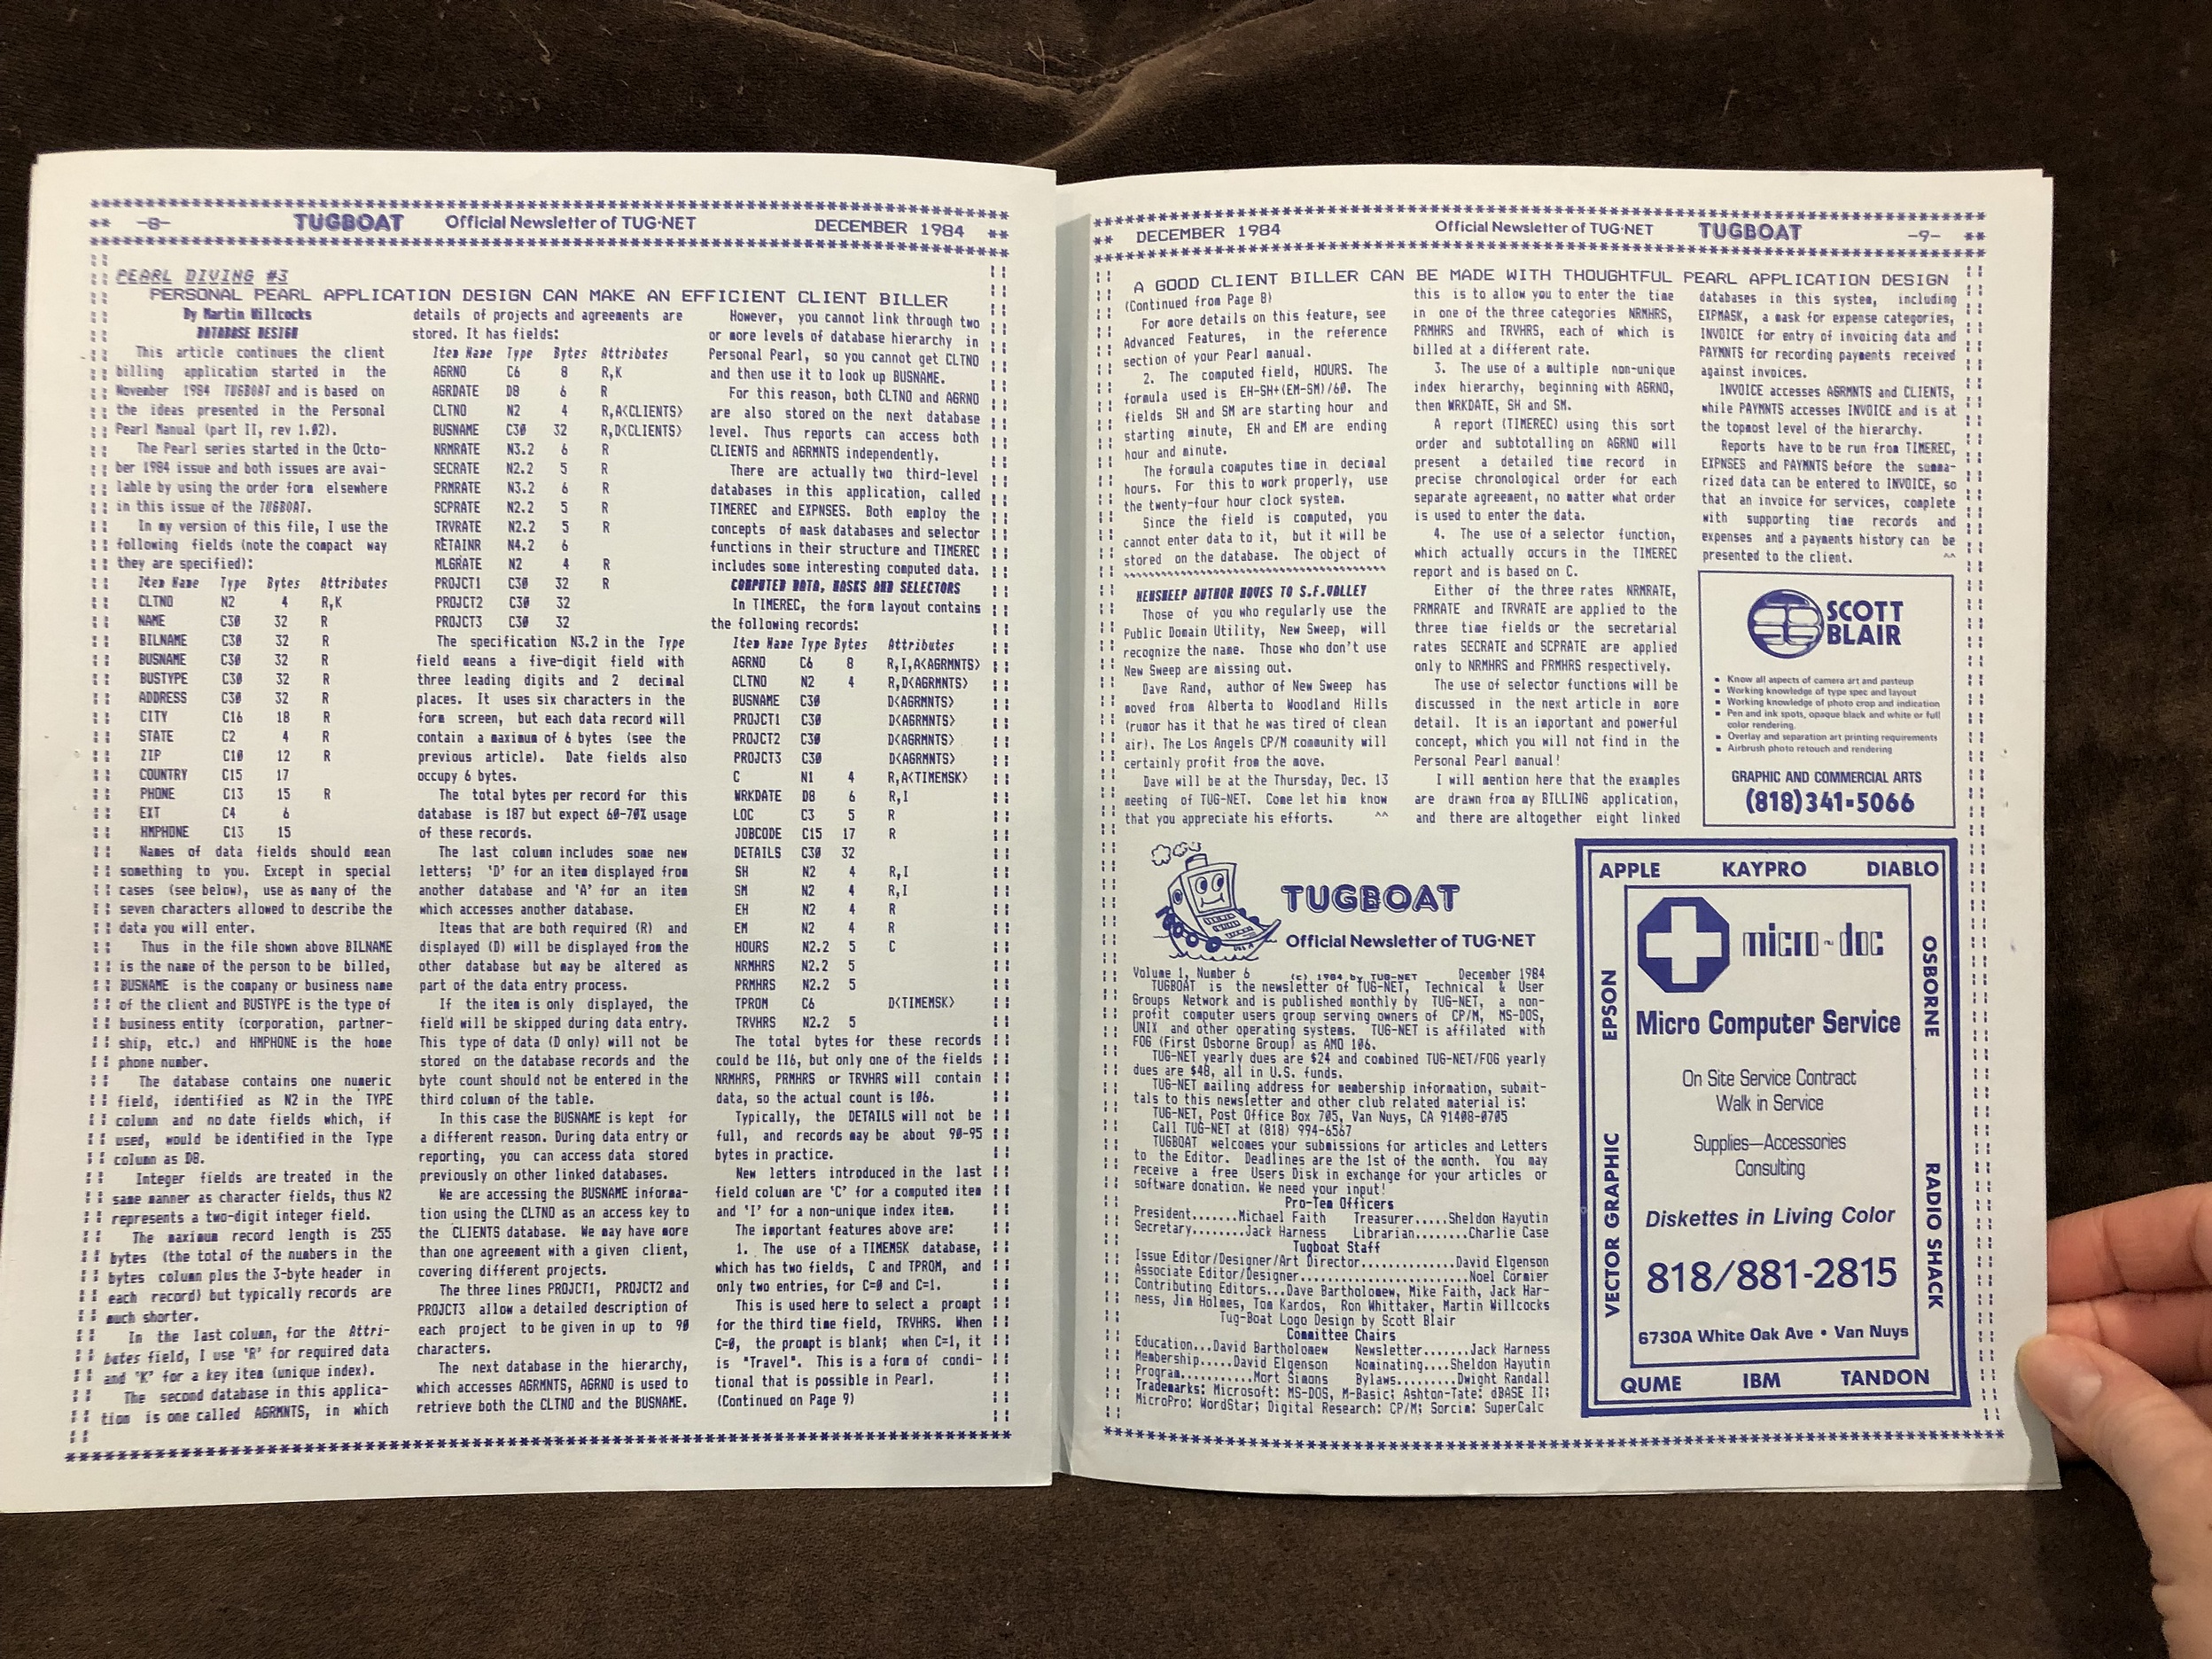 -8- TUGBOAT Official Newsletter of TUG·NET DECEMBER 1984
PEARL DIVING #3
PERSONAL PEARL APPLICATION DESIGN CAN MAKE AN EFFICIENT CLIENT BILLER
By Martin Willcocks
DATABASE DESIGN
This article continues the client
billing application started in the
November 1984 TUGBOAT and is based on
the ideas presented in the Personal
Pearl Manual (part II, rev 1.02).
The Pearl series started in the Octo-
ber 1984 issue and both issues are avai-
lable by using the order form elsewhere
in this issue of the TUGBOAT.
In my version of this file, I use the
following fields (note the compact way
they are specified):
Item Name Type Bytes Attributes
CLTNO N2 4 R,K
NAME C30 32 R
BILNAME C30 32 R
BUSNAME C30 32 R
BUSTYPE C30 32 R
ADDRESS C30 32 R
CITY C16 18 R
STATE C2 4 R
ZIP C10 12 R
COUNTRY C15 17
PHONE C13 15 R
EXT C4 6
HMPHONE C13 15
Names of data fields should mean
something to you. Except in special
cases (see below), use as many of the
seven characters allowed to describe the
data you will enter.
Thus in the file shown above BILNAME
is the name of the person to be billed,
BUSNAME is the company or business name
of the client and BUSTYPE is the type of
business entity (corporation, partner-
ship, etc.) and HMPHONE is the home
phone number.
The database contains one numeric
field, identified as N2 in the TYPE
column and no date fields which, if
used, would be identified in the Type
column as D8.
Integer fields are treated in the
same manner as character fields, thus N2
represents a two-digit integer field.
The maximum record length is 255
bytes (the total of the numbers in the
bytes column plus the 3-byte header in
each record) but typically records are
much shorter.
In the last column, for the Attri-
butes field, I use 'R' for required data
and 'K' for a key item (unique index).
The second database in this applica-
tion is one called AGRMNTS, in which
details of projects and agreements are
stored. It has fields:
Item Name Type Bytes Attributes
AGRNO C6 8 R,K
AGRDATE D8 6 R
CLTNO N2 4 R,A<CLIENTS>
BUSNAME C30 32 R,D<CLIENTS>
NRMRATE N3.2 6 R
SECRATE N2.2 5 R
PRMRATE N3.2 6 R
SCPRATE N2.2 5 R
TRVRATE N2.2 5 R
RETAINR N4.2 6
MLGRATE N2 4 R
PROJCT1 C30 32 R
PROJCT2 C30 32
PROJCT3 C30 32
The specification N3.2 in the Type
field means a five-digit field with
three leading digits and 2 decimal
places. It uses six characters in the
form screen, but each data record will
contain a maximum of 6 bytes (see the
previous article). Date fields also
occupy 6 bytes.
The total bytes per record for this
database is 187 but expect 60-70% usage
of these records.
The last column includes some new
letters; 'D' for an item displayed from
another database and 'A' for an item
which accesses another database.
Items that are both required (R) and
displayed (D) will be displayed from the
other database but may be altered as
part of the data entry process.
If the item is only displayed, the
field will be skipped during data entry.
This type of data (D only) will not be
stored on the database records and the
byte count should not be entered in the
third column of the table.
In this case the BUSNAME is kept for
a different reason. During data entry or
reporting, you can access data stored
previously on other linked databases.
We are accessing the BUSNAME informa-
tion using the CLTNO as an access key to
the CLIENTS database. We may have more
than one agreement with a given client,
covering different projects.
The three lines PROJCT1, PROJCT2 and
PROJCT3 allow a detailed description of
each project to be given in up to 90
characters.
The next database in the hierarchy,
which accesses AGRMNTS, AGRNO is used to
retrieve both the CLTNO and the BUSNAME.
However, you cannot link through two
or more levels of database hierarchy in
Personal Pearl, so you cannot get CLTNO
and then use it to look up BUSNAME.
For this reason, both CLTNO and AGRNO
are also stored on the next database
level. Thus reports can access both
CLIENTS and AGRMNTS independently.
There are actually two third-level
databases in this application, called
TIMEREC and EXPNSES. Both employ the
concepts of mask databases and selector
functions in their structure and TIMEREC
includes some interesting computed data.
COMPUTED DATA, MASKS AND SELECTORS
In TIMEREC, the form layout contains
the following records:
Item Name Type Bytes Attributes
AGRNO C6 8 R,I,A<AGRMNTS>
CLTNO N2 4 R,D<AGRMNTS>
BUSNAME C30 D<AGRMNTS>
PROJCT1 C30 D<AGRMNTS>
PROJCT2 C30 D<AGRMNTS>
PROJCT3 C30 D<AGRMNTS>
C N1 4 R,A<TIMEMSK>
WRKDATE D8 6 R,I
LOC C3 5 R
JOBCODE C15 17 R
DETAILS C30 32
SH N2 4 R,I
SM N2 4 R,I
EH N2 4 R
EM N2 4 R
HOURS N2.2 5 C
NRMHRS N2.2 5
PRMHRS N2.2 5
TPROM C6 D<TIMEMSK>
TRVHRS N2.2 5
The total bytes for these records
could be 116, but only one of the fields
NRMHRS, PRMHRS or TRVHRS will contain
data, so the actual count is 106.
Typically, the DETAILS will not be
full, and records may be about 90-95
bytes in practice.
New letters introduced in the last
field column are 'C' for a computed item
and 'I' for a non-unique index item.
The important features above are:
1. The use of a TIMEMSK database,
which has two fields, C and TPROM, and
only two entries, for C=0 and C=1.
This is used here to select a prompt
for the third time field, TRVHRS. When
C=0, the prompt is blank; when C=1, it
is "Travel". This is a form of condi-
tional that is possible in Pearl.
(Continued on Page 9)
DECEMBER 1984 Official Newsletter of TUG·NET TUGBOAT -9-
A GOOD CLIENT BILLER CAN BE MADE WITH THOUGHTFUL PEARL APPLICATION DESIGN
(Continued from Page 8)
For more details on this feature, see
Advanced Features, in the reference
section of your Pearl manual.
2. The computed field, HOURS. The
formula used is EH-SH+(EM-SM)/60. The
fields SH and SM are starting hour and
starting minute, EH and EM are ending
hour and minute.
The formula computes time in decimal
hours. For this to work properly, use
the twenty-four hour clock system.
Since the field is computed, you
cannot enter data to it, but it will be
stored on the database. The object of
this is to allow you to enter the time
in one of the three categories NRMHRS,
PRMHRS and TRVHRS, each of which is
billed at a different rate.
3. The use of a multiple non-unique
index hierarchy, beginning with AGRNO,
then WRKDATE, SH and SM.
A report (TIMEREC) using this sort
order and subtotalling on AGRNO will
present a detailed time record in
precise chronological order for each
separate agreement, no matter what order
is used to enter the data.
4. The use of a selector function,
which actually occurs in the TIMEREC
report and is based on C.
Either of the three rates NRMRATE,
PRMRATE and TRVRATE are applied to the
three time fields or the secretarial
rates SECRATE and SCPRATE are applied
only to NRMHRS and PRMHRS respectively.
The use of selector functions will be
discussed in the next article in more
detail. It is an important and powerful
concept, which you will not find in the
Personal Pearl manual!
I will mention here that the examples
are drawn from my BILLING application,
and there are altogether eight linked
databases in this system, including
EXPMASK, a mask for expense categories,
INVOICE for entry of invoicing data and
PAYMNTS for recording payments received
against invoices.
INVOICE accesses AGRMNTS and CLIENTS,
while PAYMNTS accesses INVOICE and is at
the topmost level of the hierarchy.
Reports have to be run from TIMEREC,
EXPNSES and PAYMNTS before the summa-
rized data can be entered to INVOICE, so
that an invoice for services, complete
with supporting time records and
expenses and a payments history can be
presented to the client. ^^
NEWSWEEP AUTHOR MOVES TO S.F.VALLEY
Those of you who regularly use the
Public Domain Utility, New Sweep, will
recognize the name. Those who don't use
New Sweep are missing out.
Dave Rand, author of New Sweep has
moved from Alberta to Woodland Hills
(rumor has it that he was tired of clean
air). The Los Angels CP/M community will
certainly profit from the move.
Dave will be at the Thursday, Dec. 13
meeting of TUG-NET. Come let him know
that you appreciate his efforts. ^^
SCOTT
BLAIR
Know all aspects of camera art and pasteup
Working knowledge of type spec and layout
Working knowledge of photo crop and indication
Pen and ink spots, opaque black and white or full
color rendering.
Overlay and separation art printing requirements
Airbrush photo retouch and rendering
GRAPHIC AND COMMERCIAL ARTS
(818)341-5066
TUGBOAT
Official Newsletter of TUG·NET
Volume 1, Number 6 (c) 1984 by TUG-NET December 1984
TUGBOAT is the newsletter of TUG-NET, Technical & User
Groups Network and is published monthly by TUG-NET, a non-
profit computer users group serving owners of CP/M, MS-DOS,
UNIX and other operating systems. TUG-NET is affilated with
FOG (First Osborne Group) as AMO 106.
TUG-NET yearly dues are $24 and combined TUG-NET/FOG yearly
dues are $48, all in U.S. funds.
TUG-NET mailing address for membership information, submit-
tals to this newsletter and other club related material is:
TUG-NET, Post Office Box 705, Van Nuys, CA 91408-0705
Call TUG-NET at (818) 994-6567
TUGBOAT welcomes your submissions for articles and Letters
to the Editor. Deadlines are the 1st of the month. You may
receive a free Users Disk in exchange for your articles or
software donation. We need your input!
Pro-Tem Officers
President.......Michael Faith Treasurer.....Sheldon Hayutin
Secretary........Jack Harness Librarian........Charlie Case
Tugboat Staff
Issue Editor/Designer/Art Director.............David Elgenson
Associate Editor/Designer........................Noel Cormier
Contributing Editors...Dave Bartholomew, Mike Faith, Jack Har-
ness, Jim Holmes, Tom Kardos, Ron Whittaker, Martin Willcocks
Tug-Boat Logo Design by Scott Blair
Committee Chairs
Education...David Bartholomew Newsletter.......Jack Harness
Membership.....David Elgenson Nominating....Sheldon Hayutin
Program...........Mort Simons Bylaws.........Dwight Randall
Trademarks: Microsoft: MS-DOS, M-Basic; Ashton-Tate: dBASE II;
MicroPro: WordStar; Digital Research: CP/M; Sorcim: SuperCalc
APPLE KAYPRO DIABLO
EPSON
VECTOR GRAPHIC
OSBORNE
RADIO SHACK
micro-doc
Micro Computer Service
On Site Service Contract
Walk in Service
Supplies—Accessories
Consulting
Diskettes in Living Color
818/881-2815
6730A White Oak Ave • Van Nuys
QUME IBM TANDON